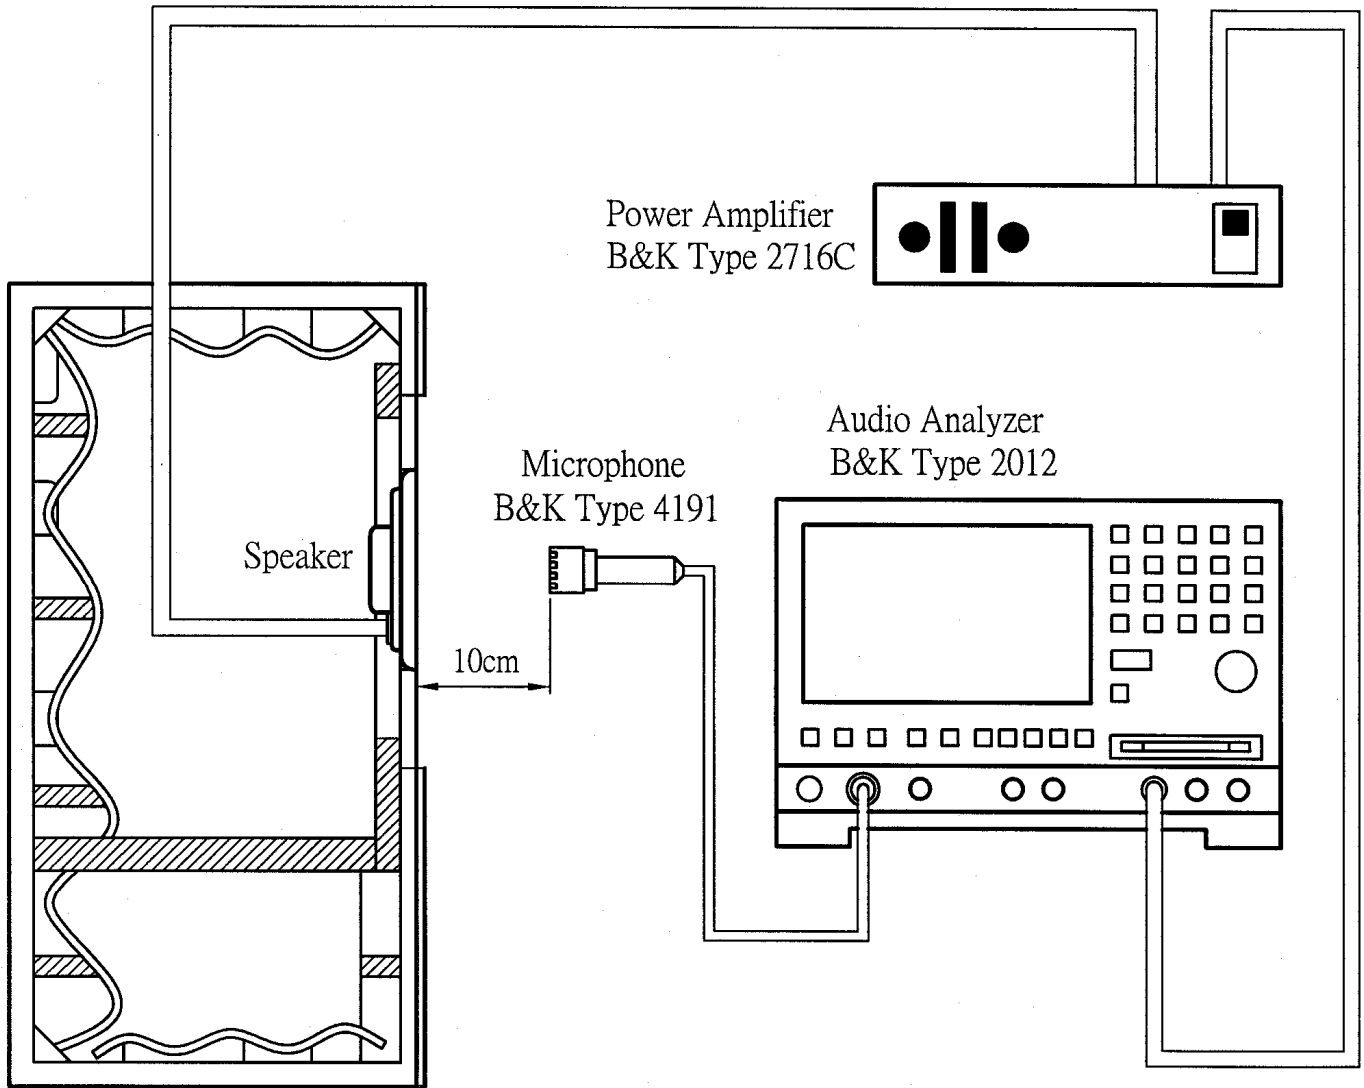 Power Amplifier
B&K Type 2716C
Audio Analyzer
B&K Type 2012
Microphone
B&K Type 4191
Speaker
10cm